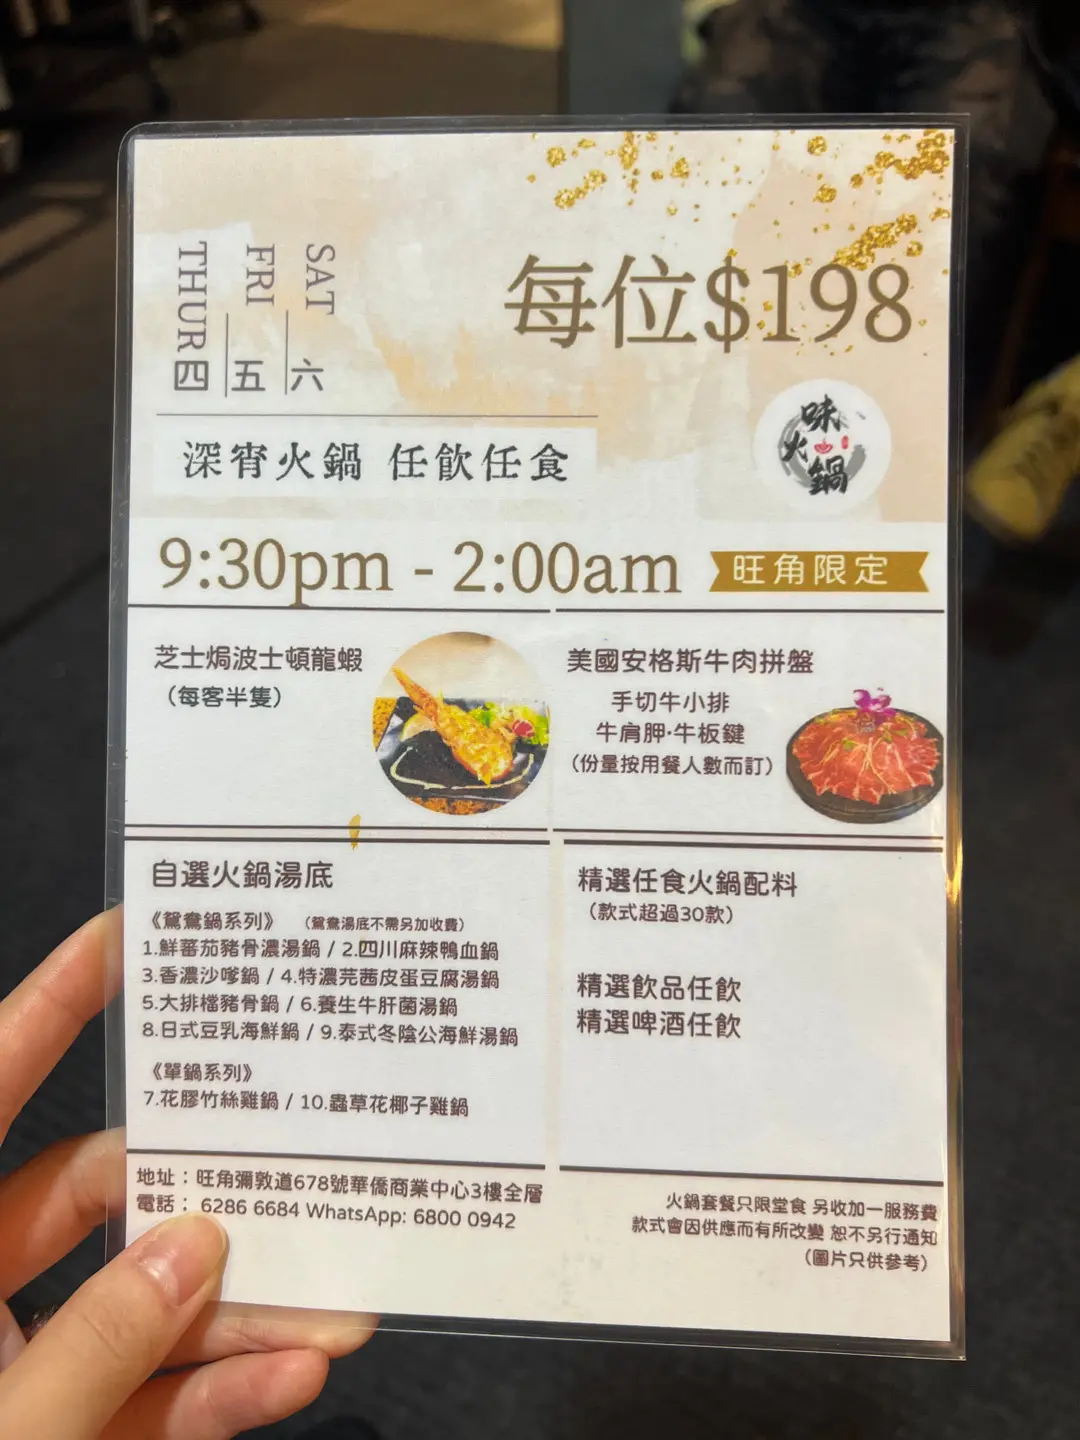 THUR 四
FRI 五
SAT 六
每位$198
深宵火鍋 任飲任食
味火鍋
9:30pm - 2:00am
旺角限定
芝士焗波士頓龍蝦
（每客半隻）
美國安格斯牛肉拼盤
手切牛小排
牛肩胛·牛板鍵
（份量按用餐人數而訂）
自選火鍋湯底
《鴛鴦鍋系列》 （鴛鴦湯底不需另加收費）
1.鮮蕃茄豬骨濃湯鍋 / 2.四川麻辣鴨血鍋
3.香濃沙嗲鍋 / 4.特濃芫茜皮蛋豆腐湯鍋
5.大排檔豬骨鍋 / 6.養生牛肝菌湯鍋
8.日式豆乳海鮮鍋 / 9.泰式冬陰公海鮮湯鍋
《單鍋系列》
7.花膠竹絲雞鍋 / 10.蟲草花椰子雞鍋
精選任食火鍋配料
（款式超過30款）
精選飲品任飲
精選啤酒任飲
地址：旺角彌敦道678號華僑商業中心3樓全層
電話： 6286 6684 WhatsApp: 6800 0942
火鍋套餐只限堂食 另收加一服務費
款式會因供應而有所改變 恕不另行通知
（圖片只供參考）